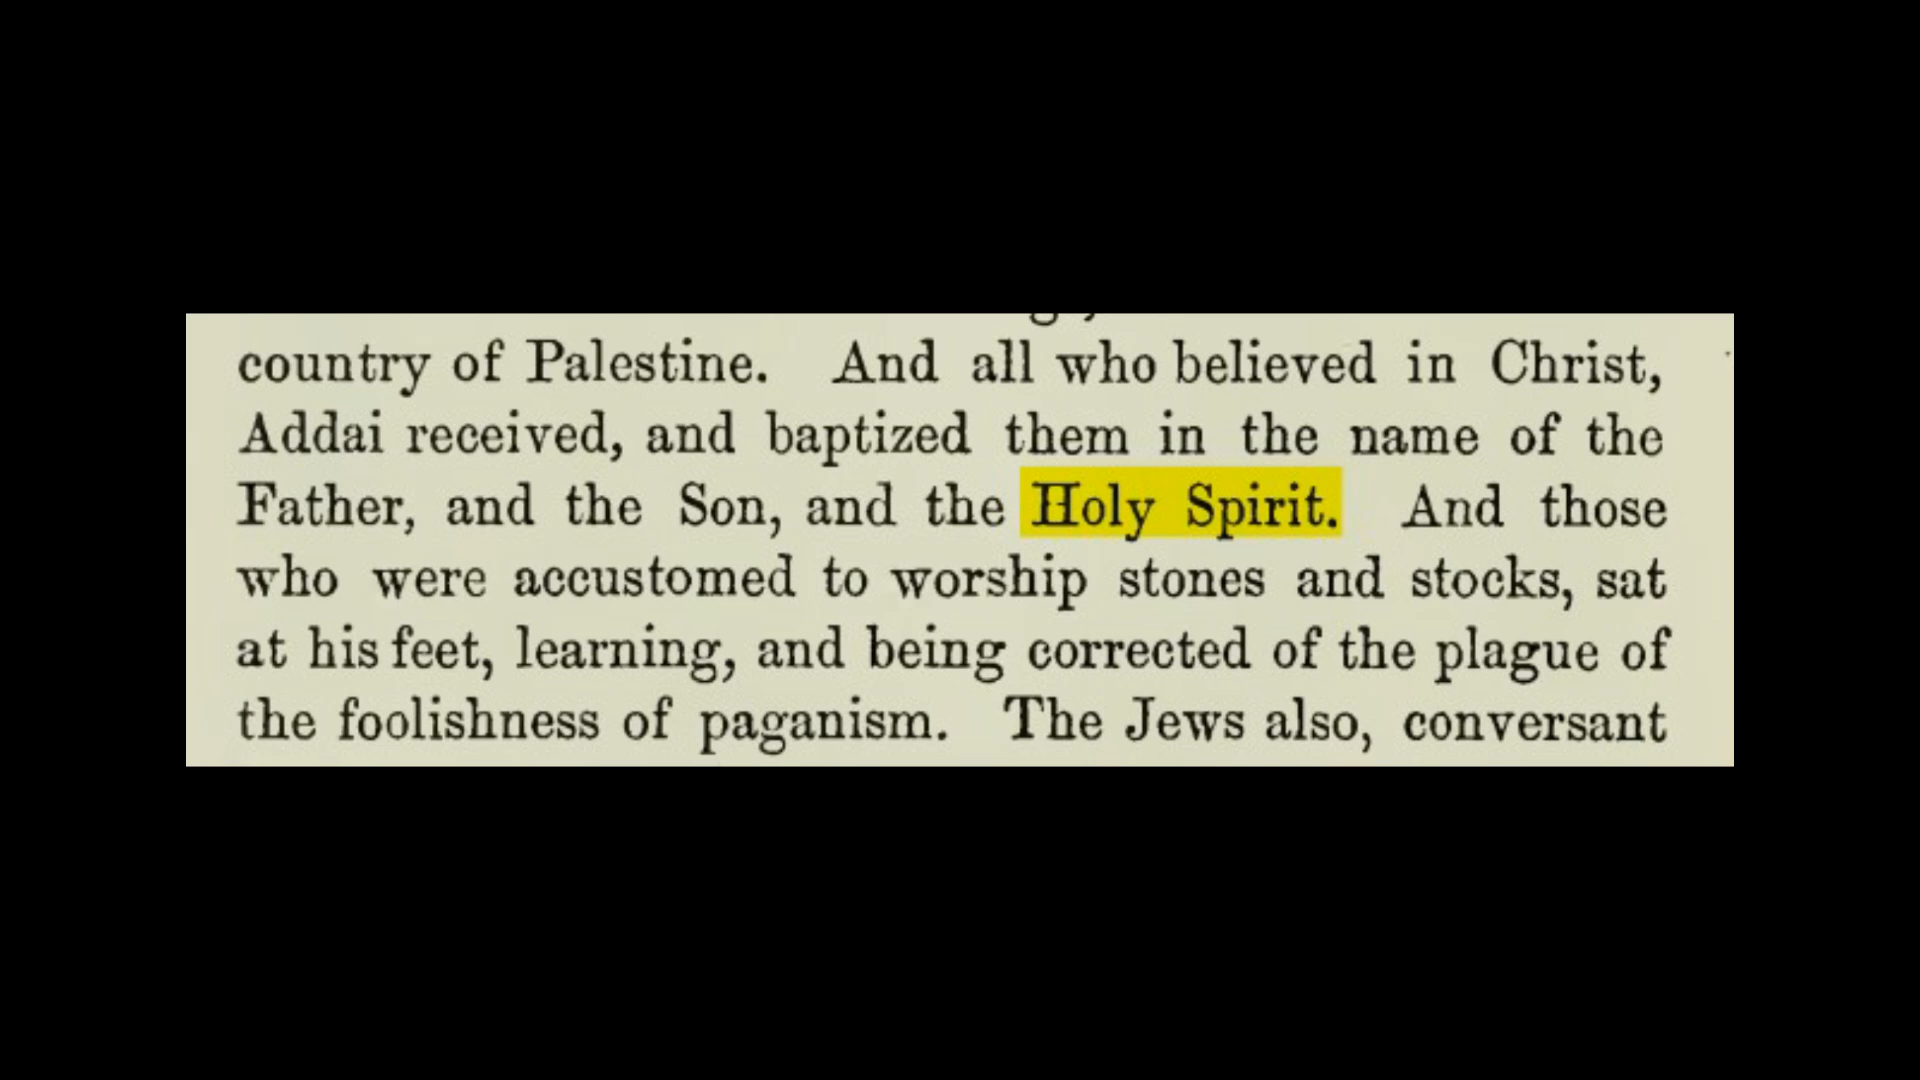 country of Palestine. And all who believed in Christ,
Addai received, and baptized them in the name of the
Father, and the Son, and the Holy Spirit. And those
who were accustomed to worship stones and stocks, sat
at his feet, learning, and being corrected of the plague of
the foolishness of paganism. The Jews also, conversant